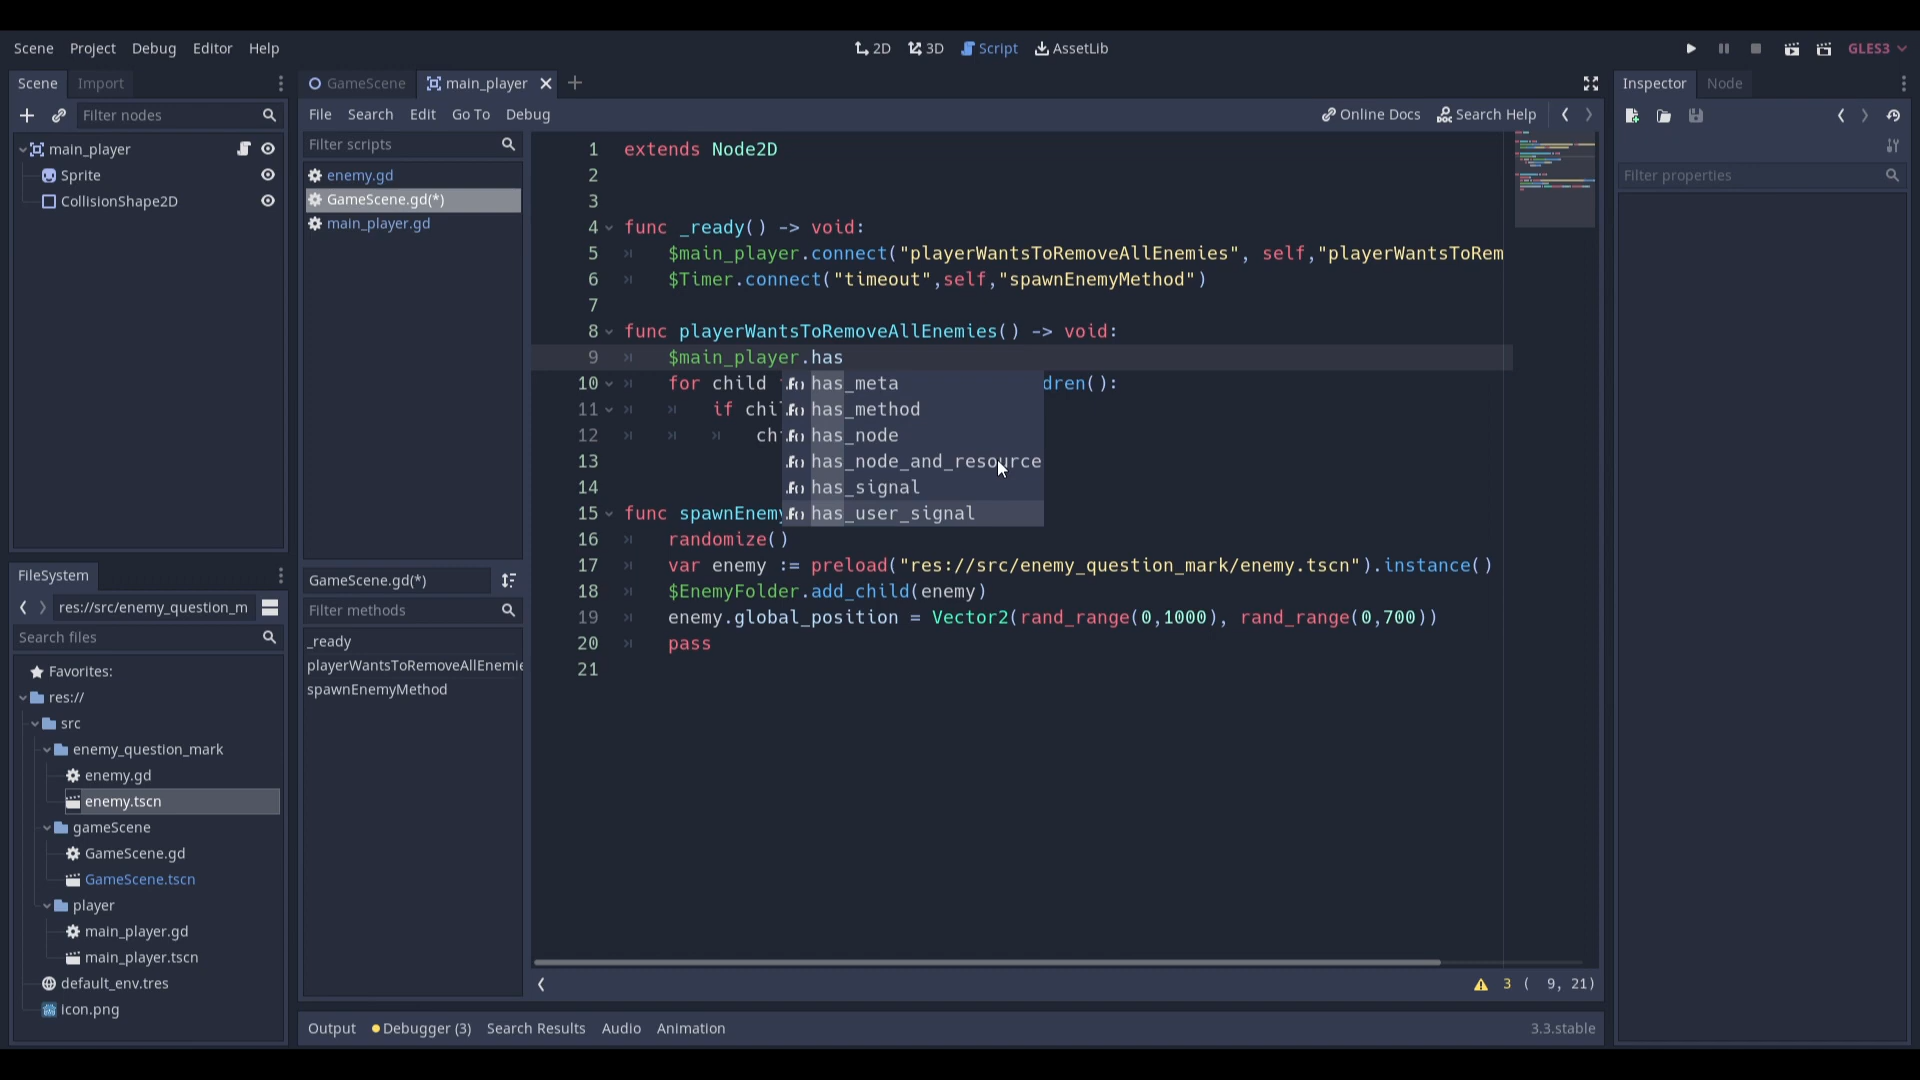 Scene Project Debug Editor Help
2D 3D Script AssetLib
GLES3
Scene Import
Filter nodes
main_player
Sprite
CollisionShape2D
FileSystem
res://src/enemy_question_m
Search files
Favorites:
res://
src
enemy_question_mark
enemy.gd
enemy.tscn
gameScene
GameScene.gd
GameScene.tscn
player
main_player.gd
main_player.tscn
default_env.tres
icon.png
GameScene main_player
File Search Edit Go To Debug
Online Docs Search Help
Filter scripts
enemy.gd
GameScene.gd(*)
main_player.gd
GameScene.gd(*)
Filter methods
_ready
playerWantsToRemoveAllEnemie
spawnEnemyMethod
1 extends Node2D
2
3
4 func _ready() -> void:
5 $main_player.connect("playerWantsToRemoveAllEnemies", self,"playerWantsToRem
6 $Timer.connect("timeout",self,"spawnEnemyMethod")
7
8 func playerWantsToRemoveAllEnemies() -> void:
9 $main_player.has
10 for child dren():
11 if chi
12 ch
13
14
15 func spawnEnemy
16 randomize()
17 var enemy := preload("res://src/enemy_question_mark/enemy.tscn").instance()
18 $EnemyFolder.add_child(enemy)
19 enemy.global_position = Vector2(rand_range(0,1000), rand_range(0,700))
20 pass
21
has_meta
has_method
has_node
has_node_and_resource
has_signal
has_user_signal
3 ( 9, 21)
Output Debugger (3) Search Results Audio Animation
3.3.stable
Inspector Node
Filter properties